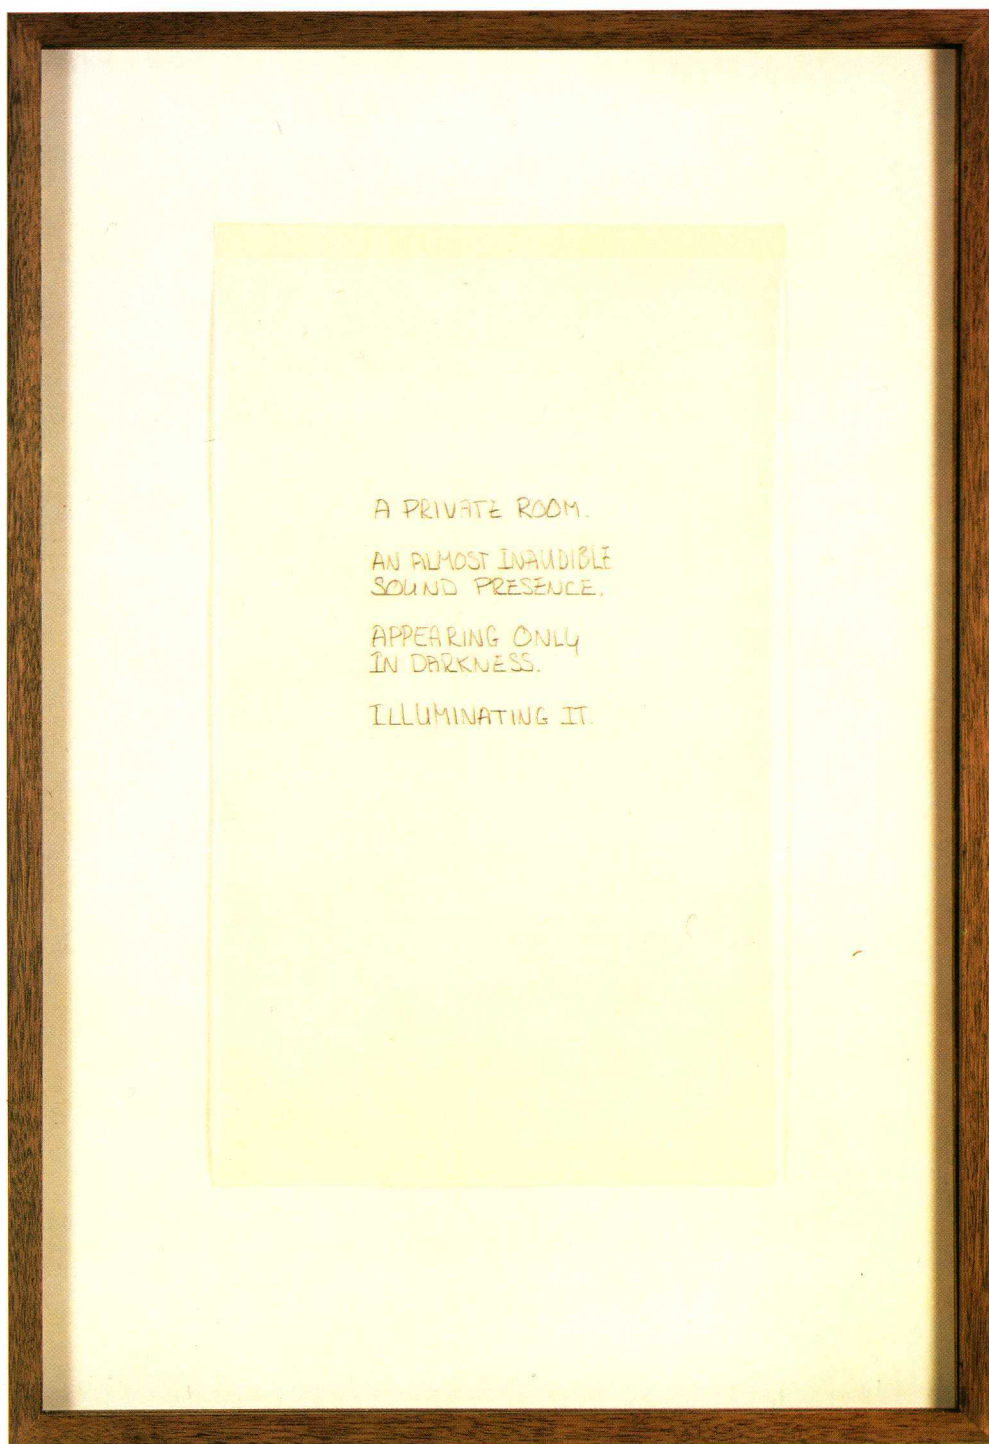 A PRIVATE ROOM.
AN ALMOST INAUDIBLE
SOUND PRESENCE.
APPEARING ONLY
IN DARKNESS.
ILLUMINATING IT.